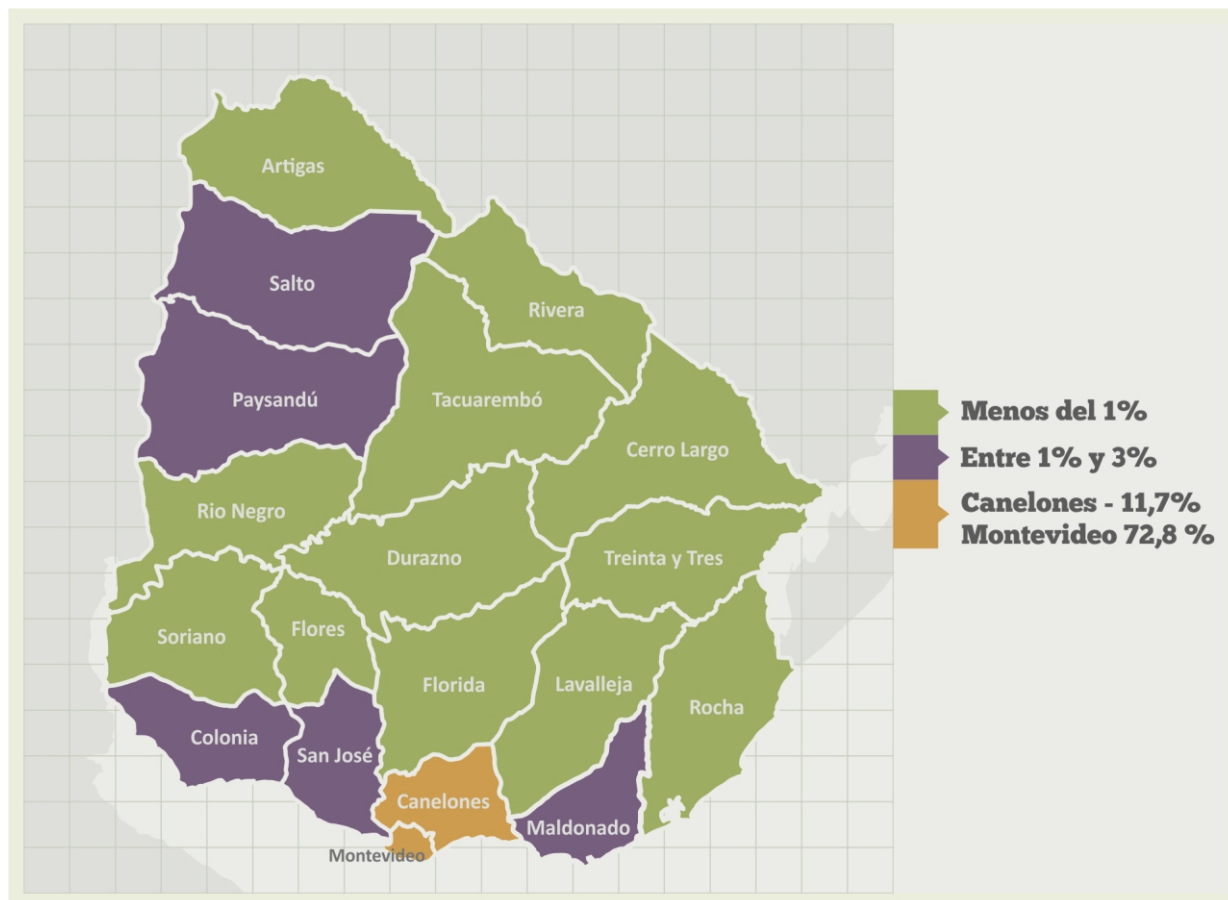 Artigas
Salto
Rivera
Paysandú
Tacuarembó
Cerro Largo
Rio Negro
Durazno
Treinta y Tres
Soriano
Flores
Florida
Lavalleja
Rocha
Colonia
San José
Canelones
Maldonado
Montevideo
Menos del 1%
Entre 1% y 3%
Canelones - 11,7%
Montevideo 72,8 %